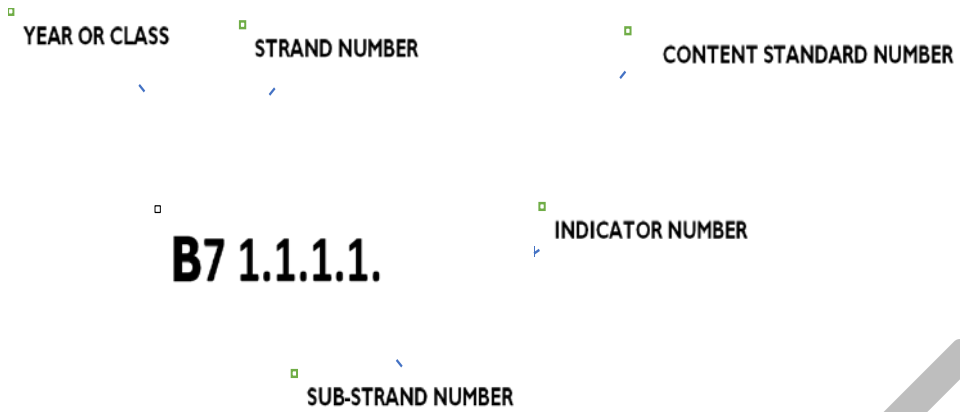 YEAR OR CLASS
STRAND NUMBER
CONTENT STANDARD NUMBER
INDICATOR NUMBER
B7 1.1.1.1.
SUB-STRAND NUMBER